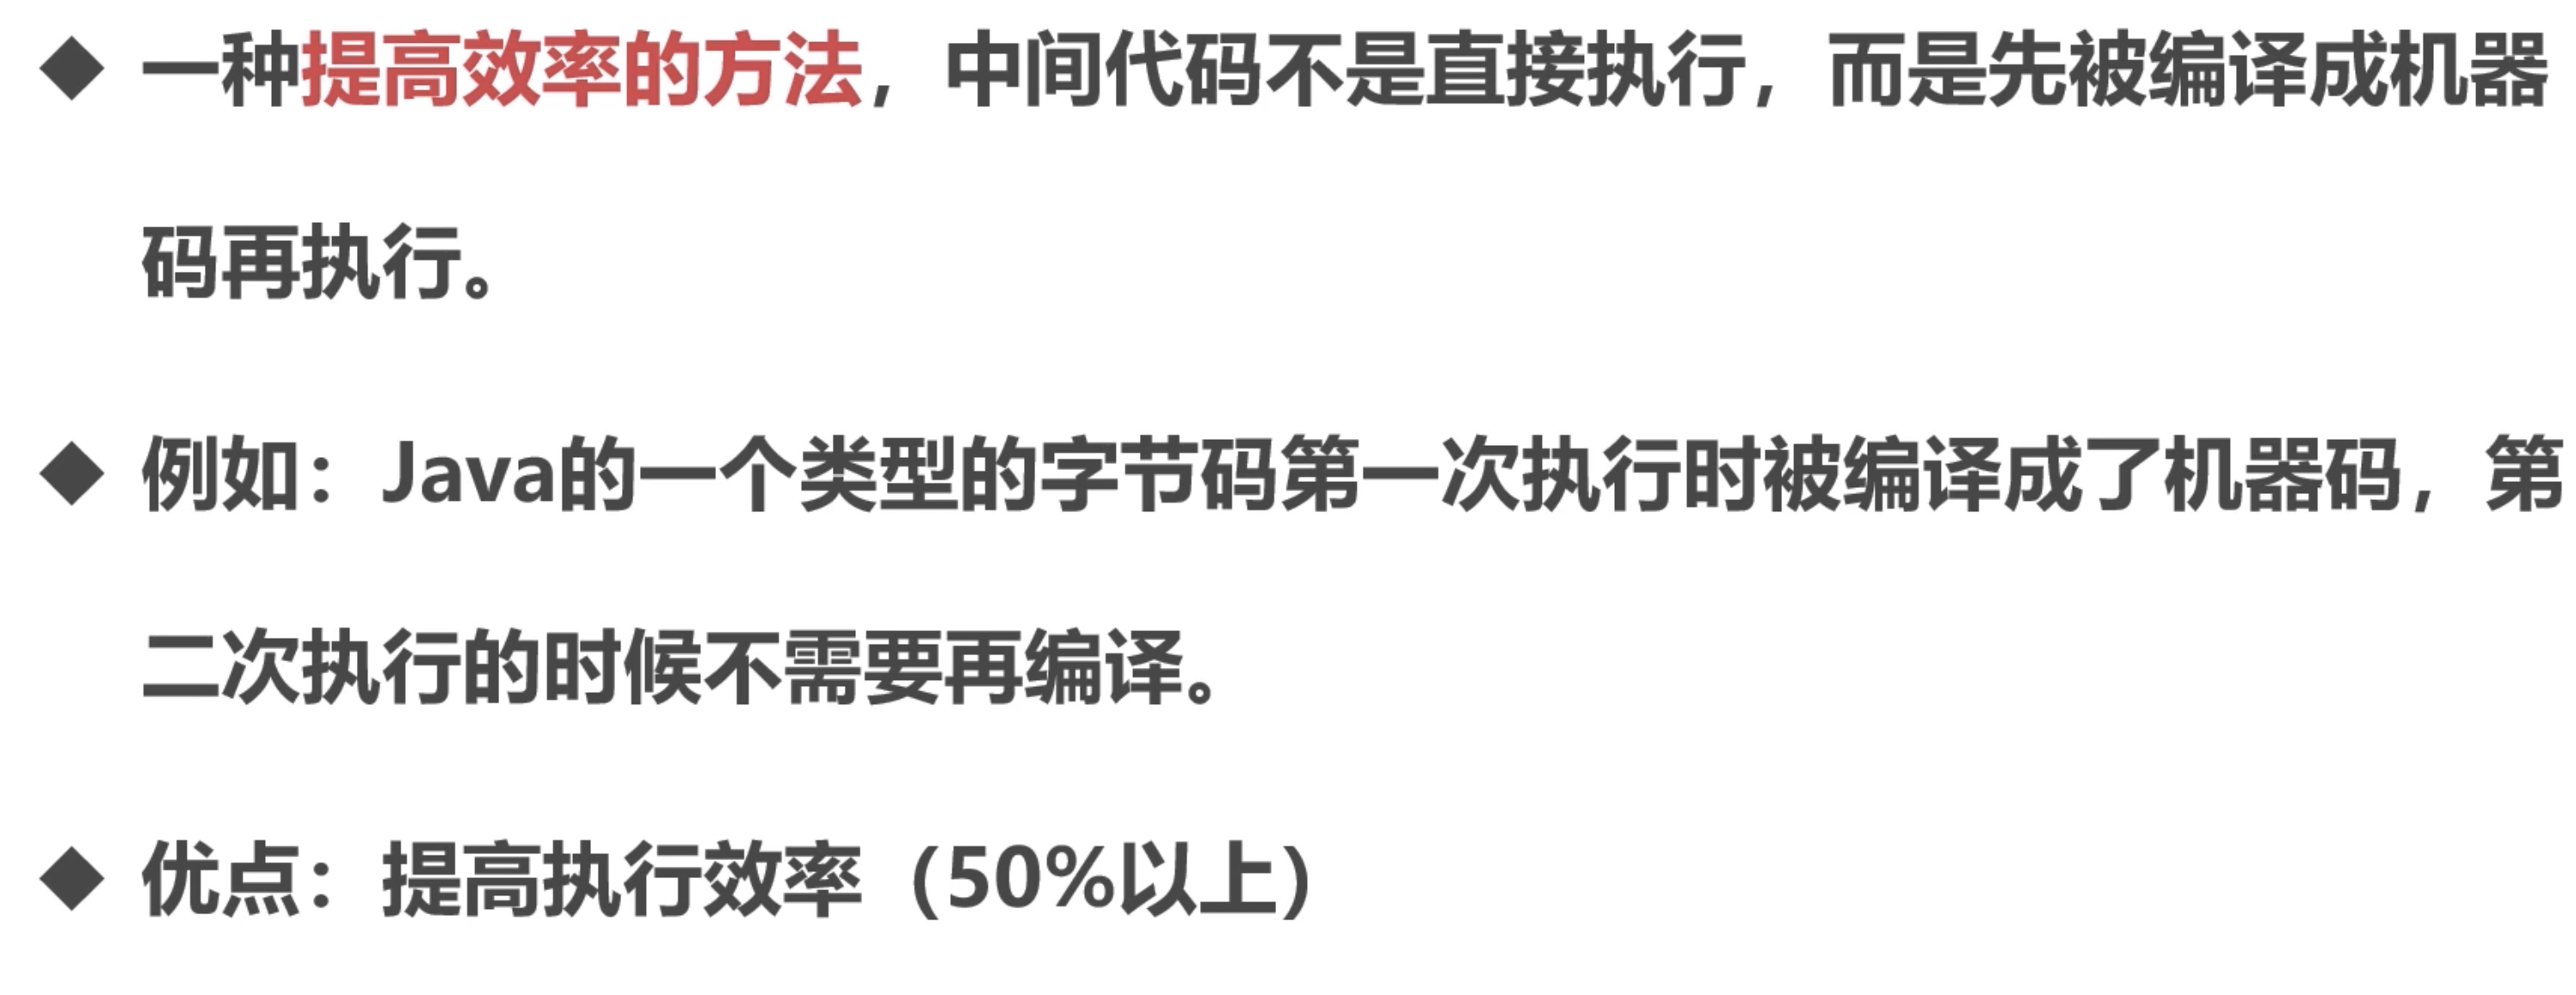 ◆ 一种提高效率的方法，中间代码不是直接执行，而是先被编译成机器
码再执行。
◆ 例如：Java的一个类型的字节码第一次执行时被编译成了机器码，第
二次执行的时候不需要再编译。
◆ 优点：提高执行效率（50%以上）